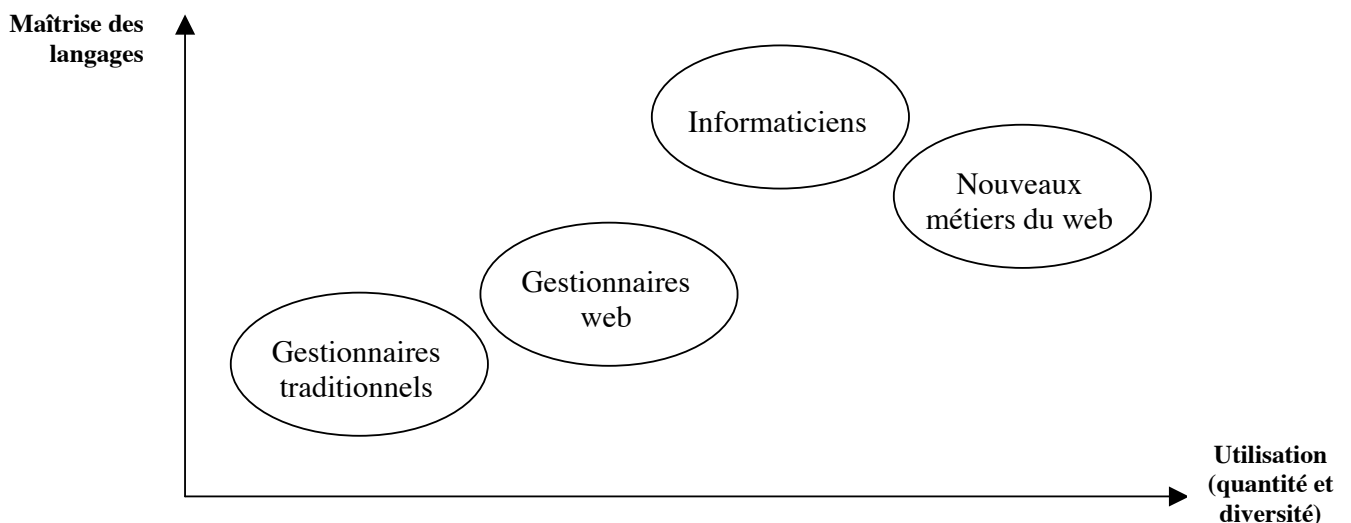 Maîtrise des
langages
Informaticiens
Nouveaux
métiers du web
Gestionnaires
web
Gestionnaires
traditionnels
Utilisation
(quantité et
diversité)